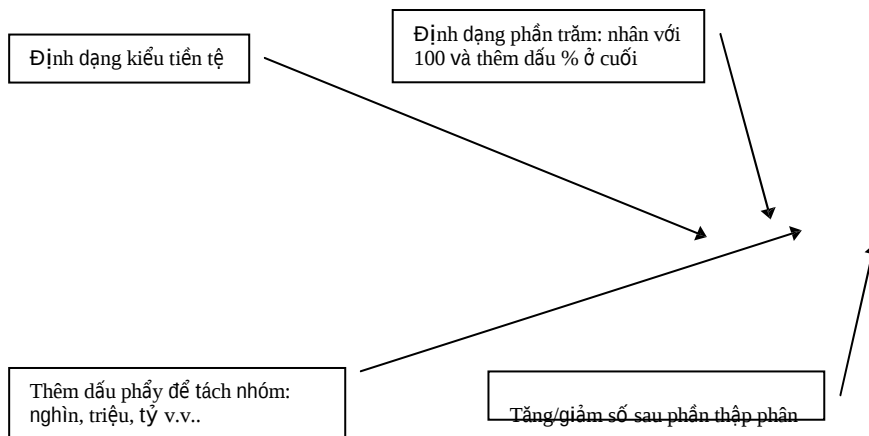 Định dạng kiểu tiền tệ
Định dạng phần trăm: nhân với
100 và thêm dấu % ở cuối
Thêm dấu phẩy để tách nhóm:
nghìn, triệu, tỷ v.v..
Tăng/giảm số sau phần thập phân